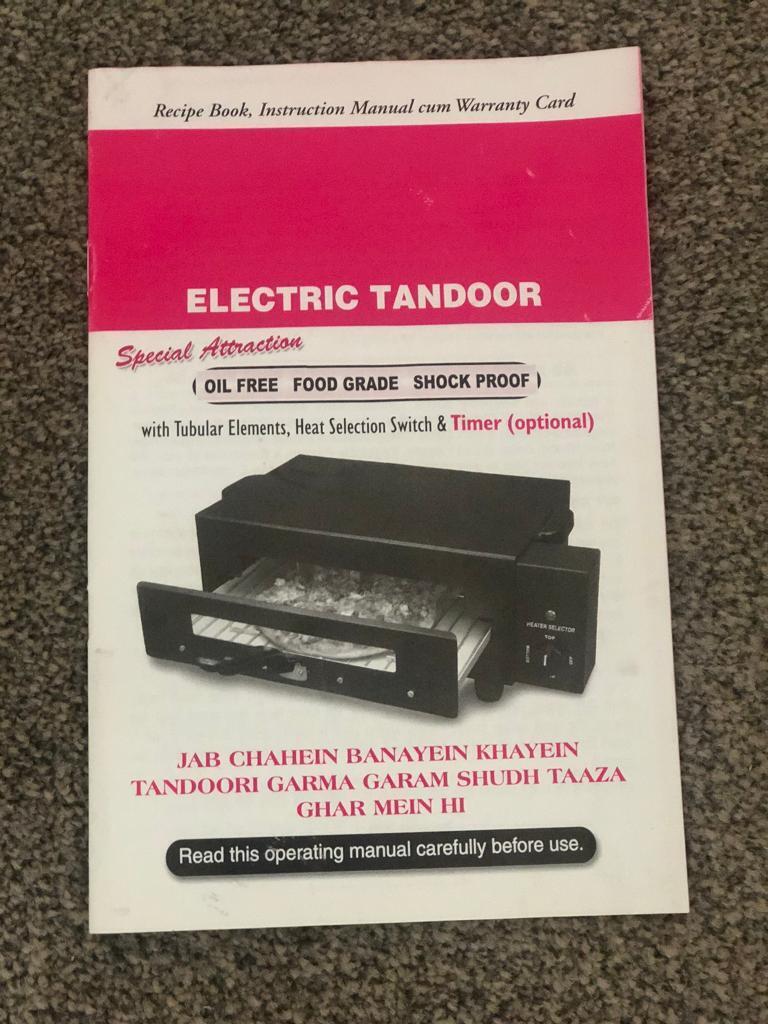 Recipe Book, Instruction Manual cum Warranty Card
ELECTRIC TANDOOR
Special Attraction
OIL FREE FOOD GRADE SHOCK PROOF
with Tubular Elements, Heat Selection Switch & Timer (optional)
HEATER SELECTOR
TOP
BOTTOM
OFF
JAB CHAHEIN BANAYEIN KHAYEIN
TANDOORI GARMA GARAM SHUDH TAAZA
GHAR MEIN HI
Read this operating manual carefully before use.